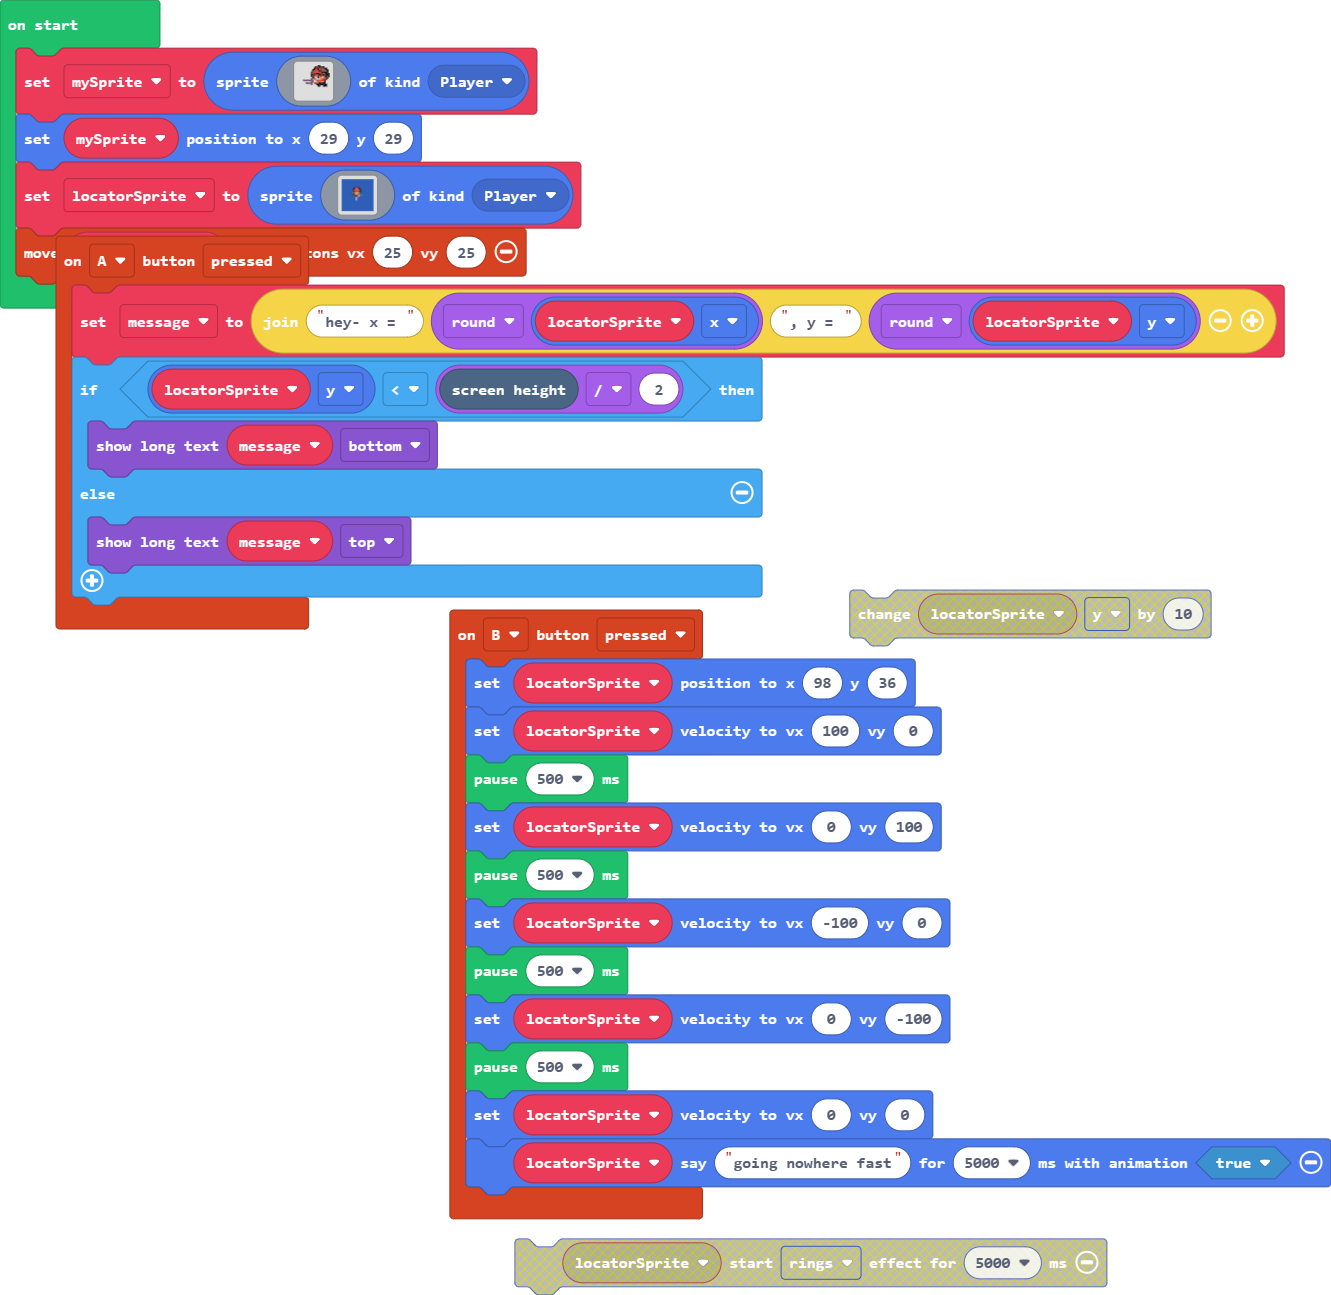 on start
set mySprite to sprite of kind Player
set mySprite position to x 29 y 29
set locatorSprite to sprite of kind Player
move tons vx 25 vy 25
on A button pressed
set message to join "hey- x = " round locatorSprite x ", y = " round locatorSprite y
if locatorSprite y < screen height / 2 then
show long text message bottom
else
show long text message top
change locatorSprite y by 10
on B button pressed
set locatorSprite position to x 98 y 36
set locatorSprite velocity to vx 100 vy 0
pause 500 ms
set locatorSprite velocity to vx 0 vy 100
pause 500 ms
set locatorSprite velocity to vx -100 vy 0
pause 500 ms
set locatorSprite velocity to vx 0 vy -100
pause 500 ms
set locatorSprite velocity to vx 0 vy 0
locatorSprite say "going nowhere fast" for 5000 ms with animation true
locatorSprite start rings effect for 5000 ms